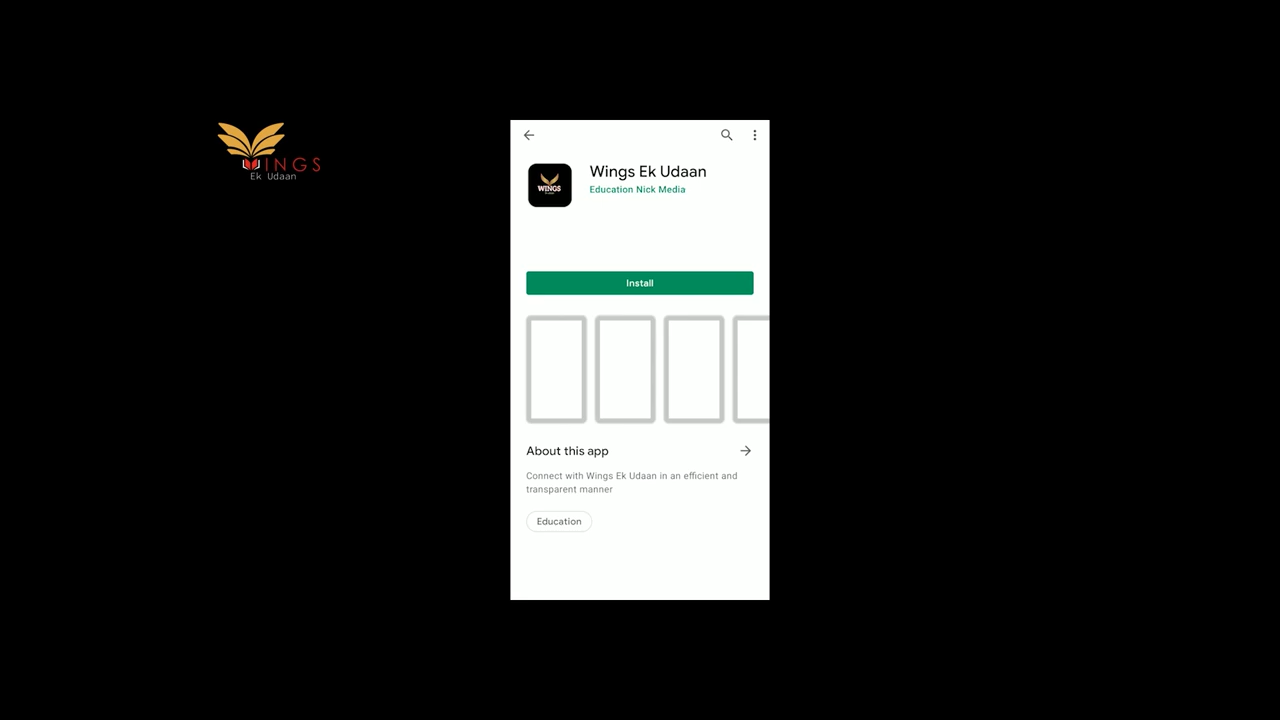 WINGS
Ek Udaan
Wings Ek Udaan
Education Nick Media
WINGS
Install
About this app
Connect with Wings Ek Udaan in an efficient and
transparent manner
Education